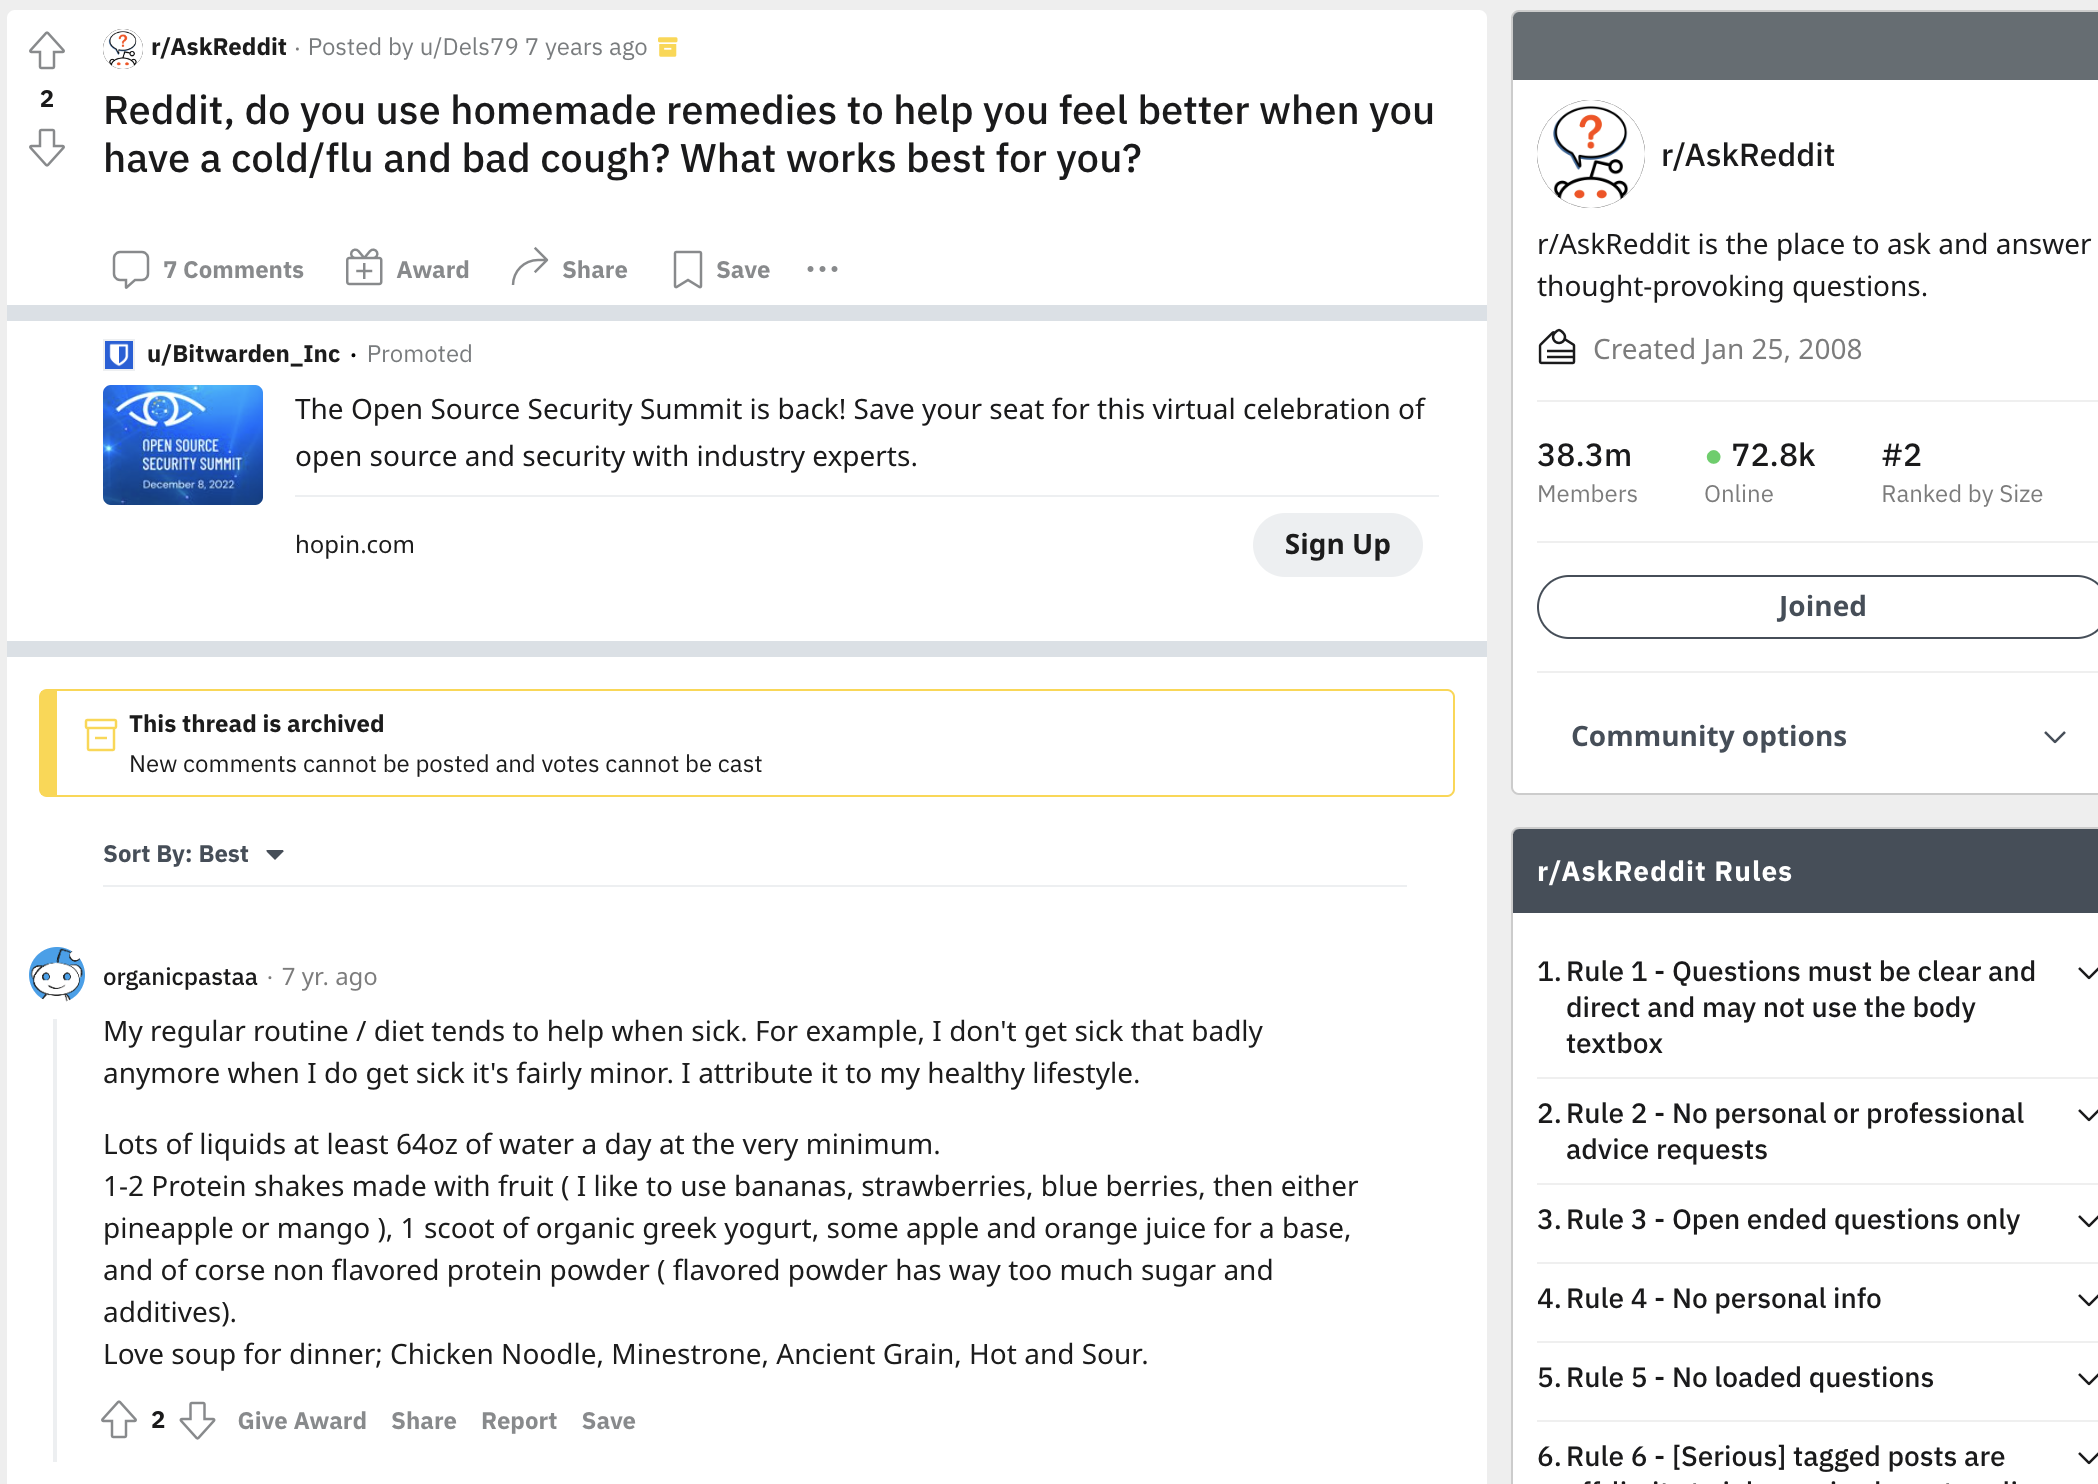 r/AskReddit · Posted by u/Dels79 7 years ago
2
Reddit, do you use homemade remedies to help you feel better when you
have a cold/flu and bad cough? What works best for you?
7 Comments Award Share Save ...
u/Bitwarden_Inc · Promoted
OPEN SOURCE
SECURITY SUMMIT
December 8, 2022
The Open Source Security Summit is back! Save your seat for this virtual celebration of
open source and security with industry experts.
hopin.com
Sign Up
This thread is archived
New comments cannot be posted and votes cannot be cast
Sort By: Best
organicpastaa · 7 yr. ago
My regular routine / diet tends to help when sick. For example, I don't get sick that badly
anymore when I do get sick it's fairly minor. I attribute it to my healthy lifestyle.
Lots of liquids at least 64oz of water a day at the very minimum.
1-2 Protein shakes made with fruit ( I like to use bananas, strawberries, blue berries, then either
pineapple or mango ), 1 scoot of organic greek yogurt, some apple and orange juice for a base,
and of corse non flavored protein powder ( flavored powder has way too much sugar and
additives).
Love soup for dinner; Chicken Noodle, Minestrone, Ancient Grain, Hot and Sour.
2 Give Award Share Report Save
?
r/AskReddit
r/AskReddit is the place to ask and answer
thought-provoking questions.
Created Jan 25, 2008
38.3m 72.8k #2
Members Online Ranked by Size
Joined
Community options
r/AskReddit Rules
1. Rule 1 - Questions must be clear and
direct and may not use the body
textbox
2. Rule 2 - No personal or professional
advice requests
3. Rule 3 - Open ended questions only
4. Rule 4 - No personal info
5. Rule 5 - No loaded questions
6. Rule 6 - [Serious] tagged posts are